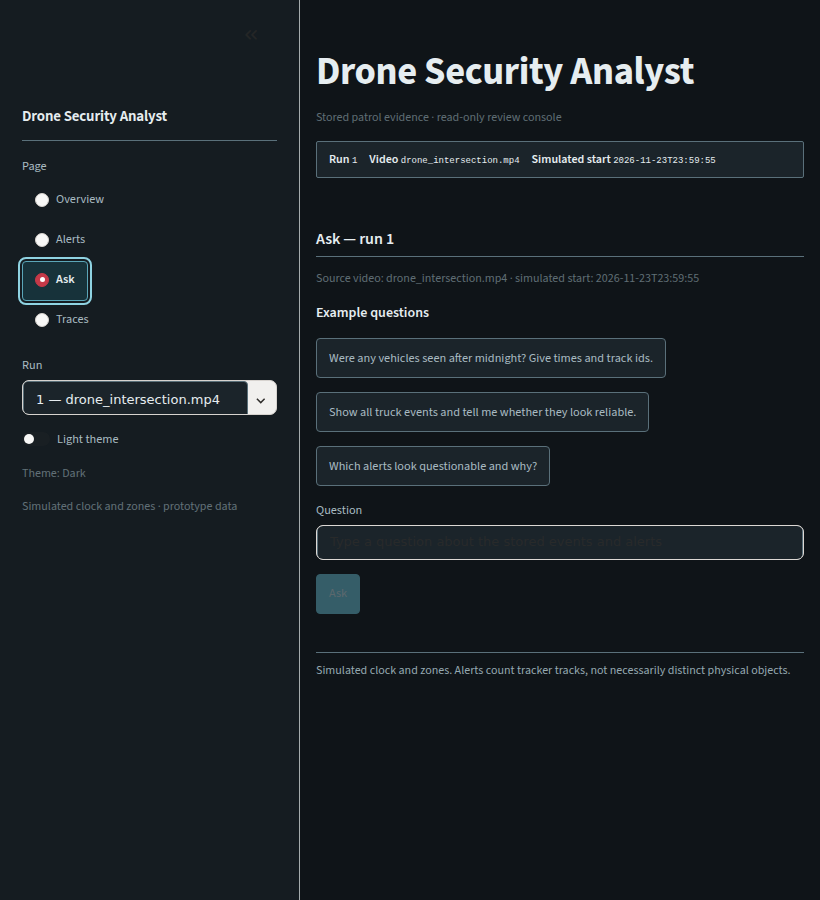 Drone Security Analyst
Page
Overview
Alerts
Ask
Traces
Run
1 — drone_intersection.mp4
Light theme
Theme: Dark
Simulated clock and zones · prototype data
Drone Security Analyst
Stored patrol evidence · read-only review console
Run 1 Video drone_intersection.mp4 Simulated start 2026-11-23T23:59:55
Ask — run 1
Source video: drone_intersection.mp4 · simulated start: 2026-11-23T23:59:55
Example questions
Were any vehicles seen after midnight? Give times and track ids.
Show all truck events and tell me whether they look reliable.
Which alerts look questionable and why?
Question
Type a question about the stored events and alerts
Ask
Simulated clock and zones. Alerts count tracker tracks, not necessarily distinct physical objects.